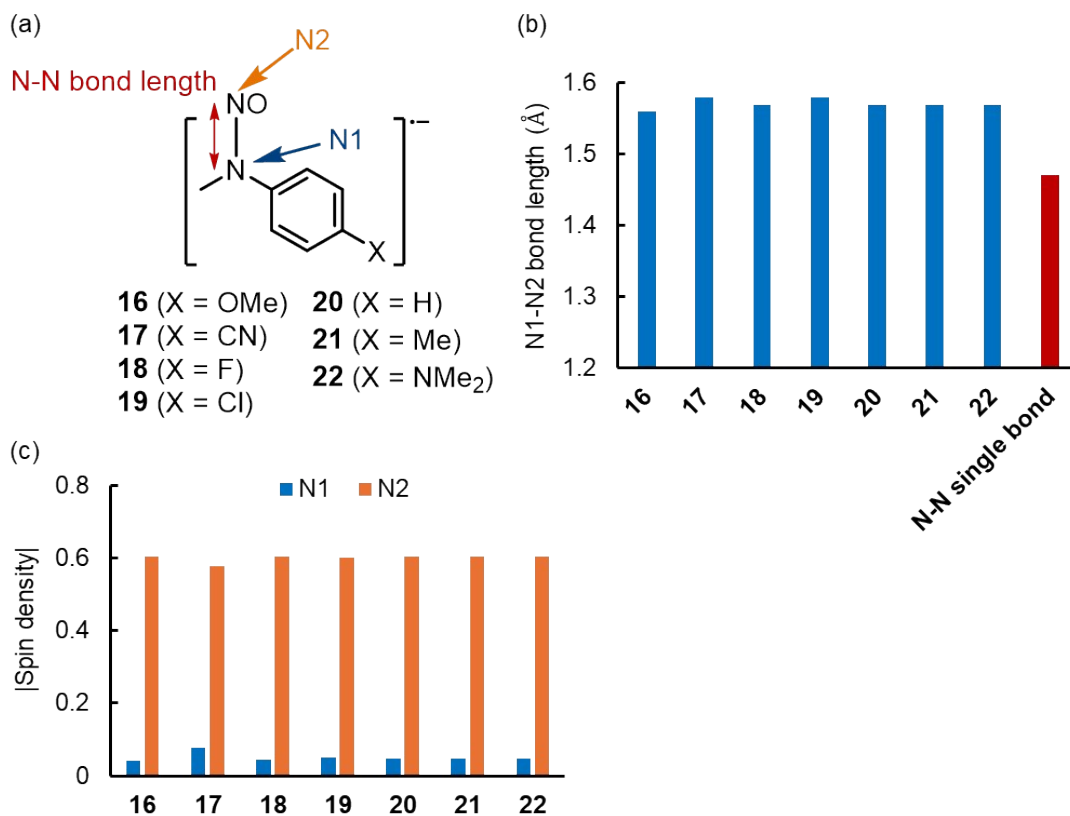 (a)
N2
N-N bond length
NO
•–
N1
N
X
16 (X = OMe)
17 (X = CN)
18 (X = F)
19 (X = Cl)
20 (X = H)
21 (X = Me)
22 (X = NMe₂)
(b)
N1-N2 bond length (Å)
1.6
1.5
1.4
1.3
1.2
16
17
18
19
20
21
22
N-N single bond
(c)
|Spin density|
N1
N2
0.8
0.6
0.4
0.2
0
16
17
18
19
20
21
22